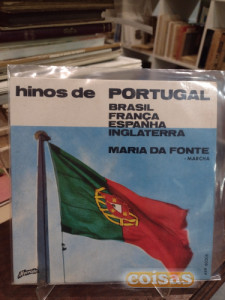 hinos de PORTUGAL
BRASIL
FRANÇA
ESPANHA
INGLATERRA
MARIA DA FONTE
- MARCHA
coisas